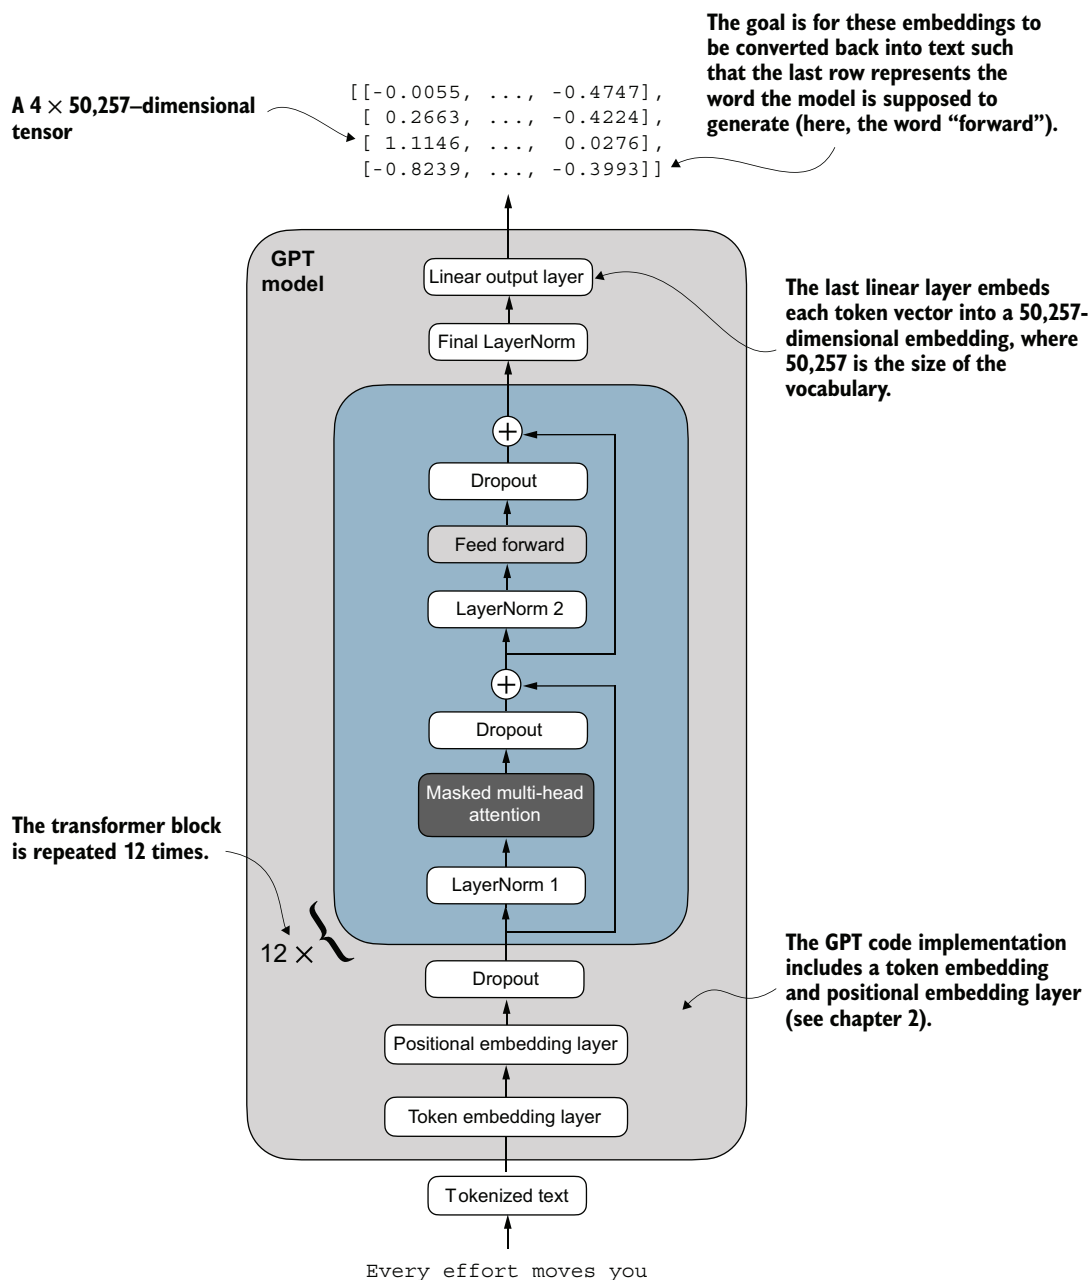 The goal is for these embeddings to
be converted back into text such
that the last row represents the
word the model is supposed to
generate (here, the word “forward”).
A 4 × 50,257–dimensional
tensor
[[-0.0055, ..., -0.4747],
[ 0.2663, ..., -0.4224],
[ 1.1146, ..., 0.0276],
[-0.8239, ..., -0.3993]]
GPT
model
Linear output layer
The last linear layer embeds
each token vector into a 50,257-
dimensional embedding, where
50,257 is the size of the
vocabulary.
Final LayerNorm
+
Dropout
Feed forward
LayerNorm 2
+
Dropout
Masked multi-head
attention
The transformer block
is repeated 12 times.
LayerNorm 1
12 × {
The GPT code implementation
includes a token embedding
and positional embedding layer
(see chapter 2).
Dropout
Positional embedding layer
Token embedding layer
Tokenized text
Every effort moves you